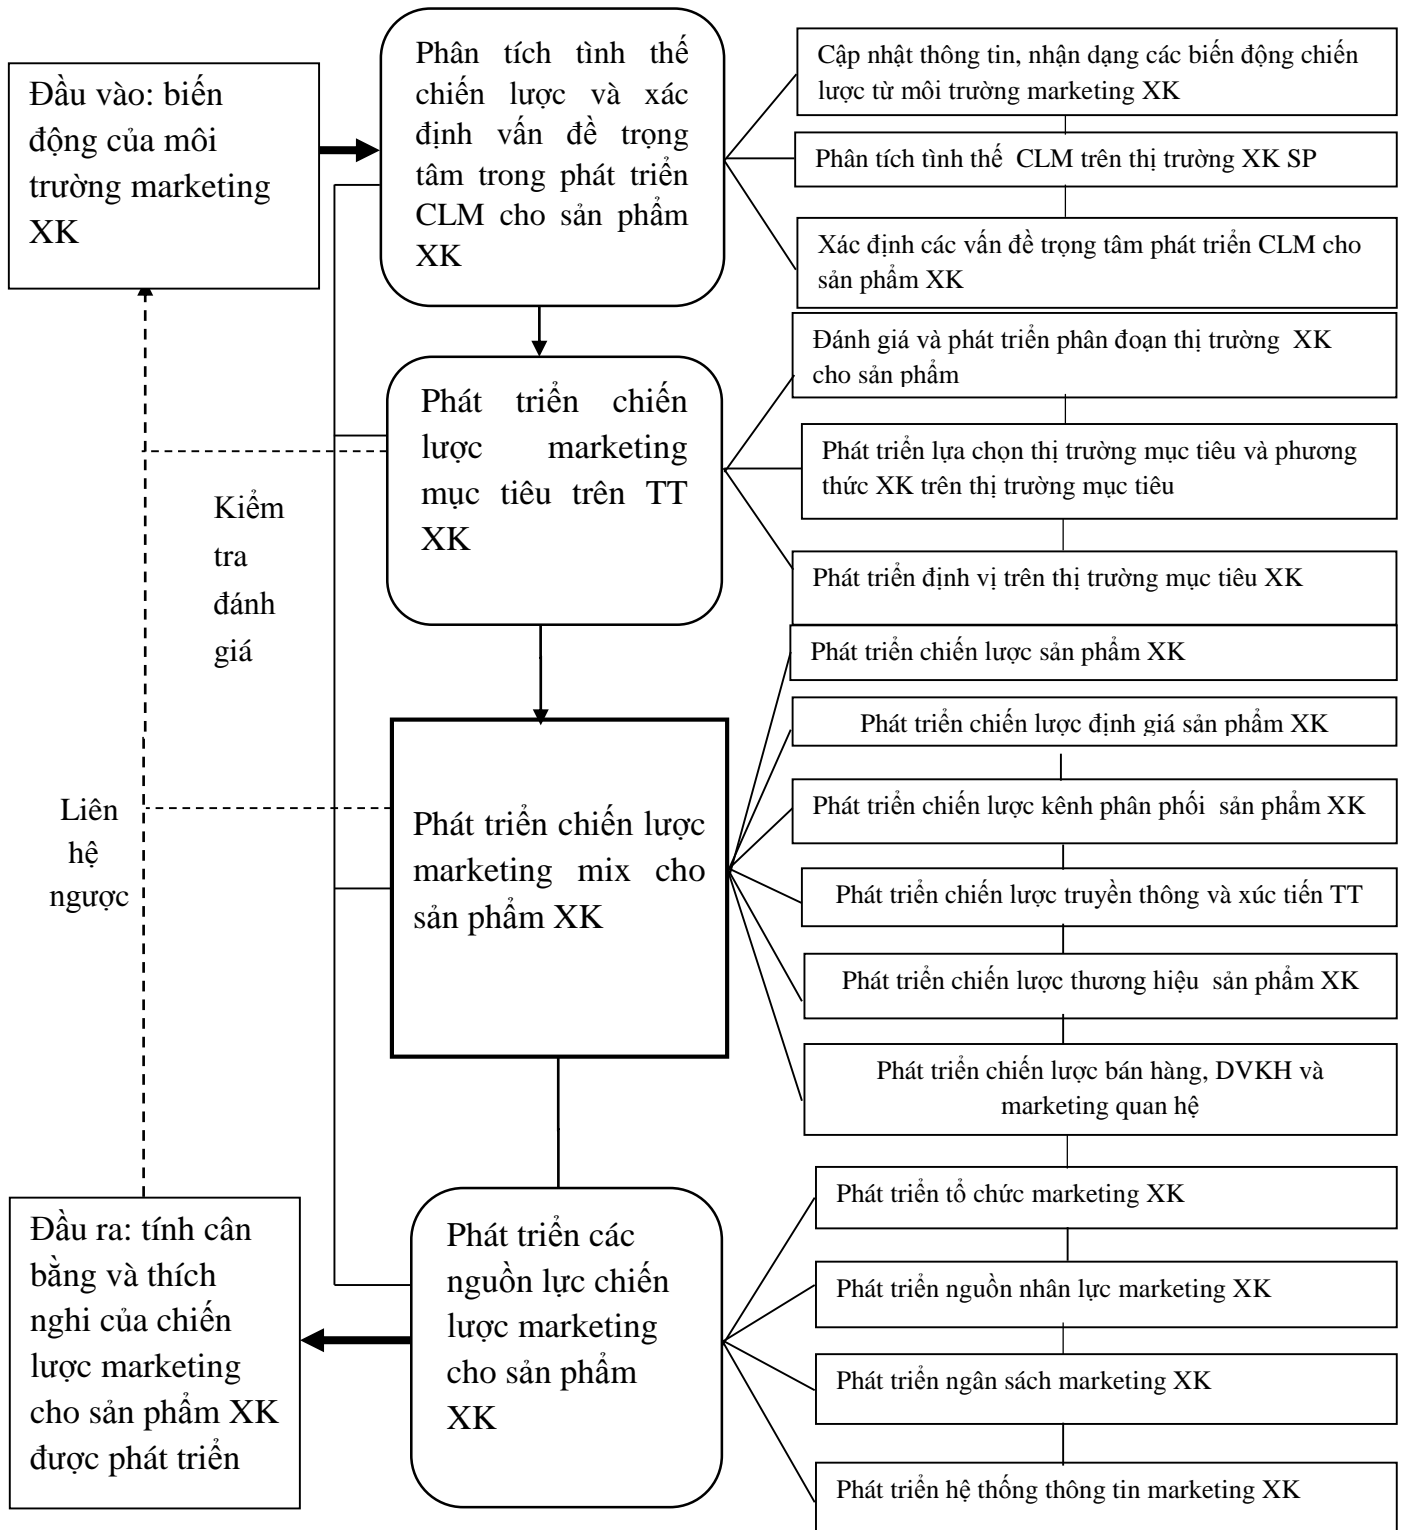 Đầu vào: biến
động của môi
trường marketing
XK
Phân tích tình thế
chiến lược và xác
định vấn đề trọng
tâm trong phát triển
CLM cho sản phẩm
XK
Cập nhật thông tin, nhận dạng các biến động chiến
lược từ môi trường marketing XK
Phân tích tình thế CLM trên thị trường XK SP
Xác định các vấn đề trọng tâm phát triển CLM cho
sản phẩm XK
Phát triển chiến
lược marketing
mục tiêu trên TT
XK
Đánh giá và phát triển phân đoạn thị trường XK
cho sản phẩm
Phát triển lựa chọn thị trường mục tiêu và phương
thức XK trên thị trường mục tiêu
Phát triển định vị trên thị trường mục tiêu XK
Kiểm
tra
đánh
giá
Liên
hệ
ngược
Phát triển chiến lược
marketing mix cho
sản phẩm XK
Phát triển chiến lược sản phẩm XK
Phát triển chiến lược định giá sản phẩm XK
Phát triển chiến lược kênh phân phối sản phẩm XK
Phát triển chiến lược truyền thông và xúc tiến TT
Phát triển chiến lược thương hiệu sản phẩm XK
Phát triển chiến lược bán hàng, DVKH và
marketing quan hệ
Đầu ra: tính cân
bằng và thích
nghi của chiến
lược marketing
cho sản phẩm XK
được phát triển
Phát triển các
nguồn lực chiến
lược marketing
cho sản phẩm
XK
Phát triển tổ chức marketing XK
Phát triển nguồn nhân lực marketing XK
Phát triển ngân sách marketing XK
Phát triển hệ thống thông tin marketing XK